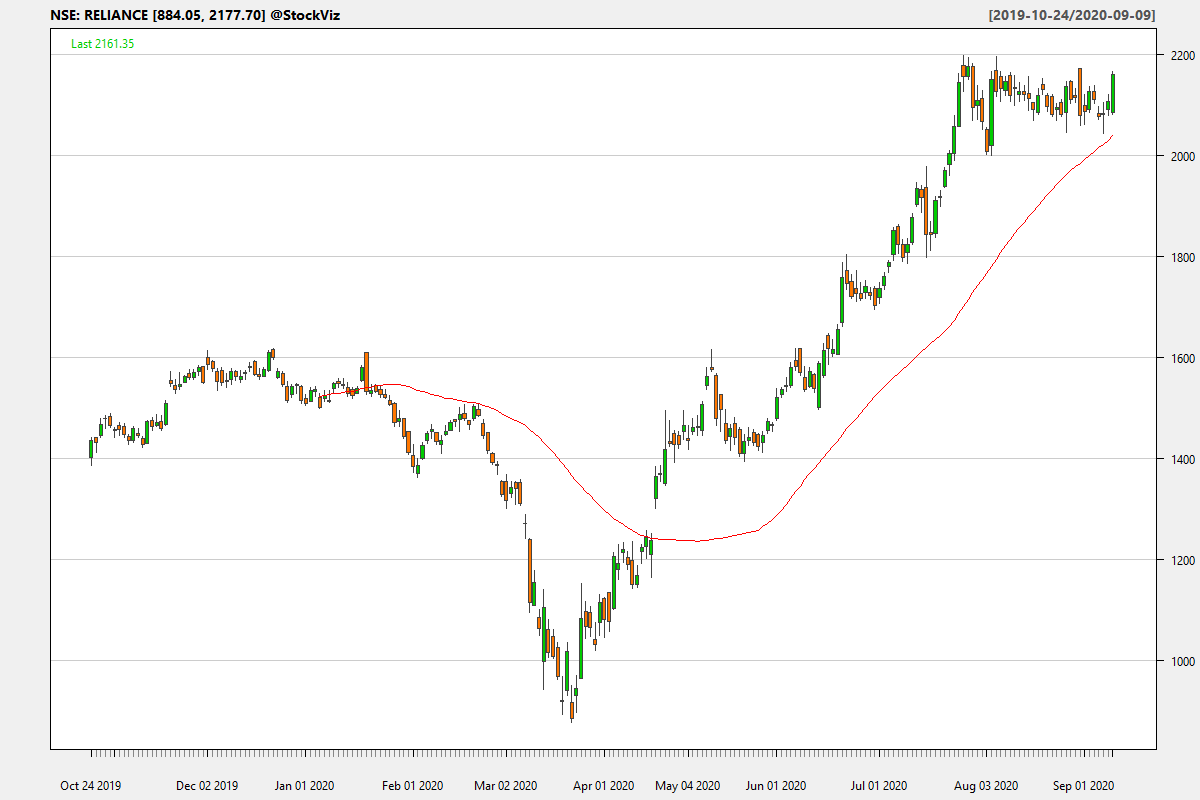 NSE: RELIANCE [884.05, 2177.70] @StockViz
[2019-10-24/2020-09-09]
Last 2161.35
2200
2000
1800
1600
1400
1200
1000
Oct 24 2019 Dec 02 2019 Jan 01 2020 Feb 01 2020 Mar 02 2020 Apr 01 2020 May 04 2020 Jun 01 2020 Jul 01 2020 Aug 03 2020 Sep 01 2020